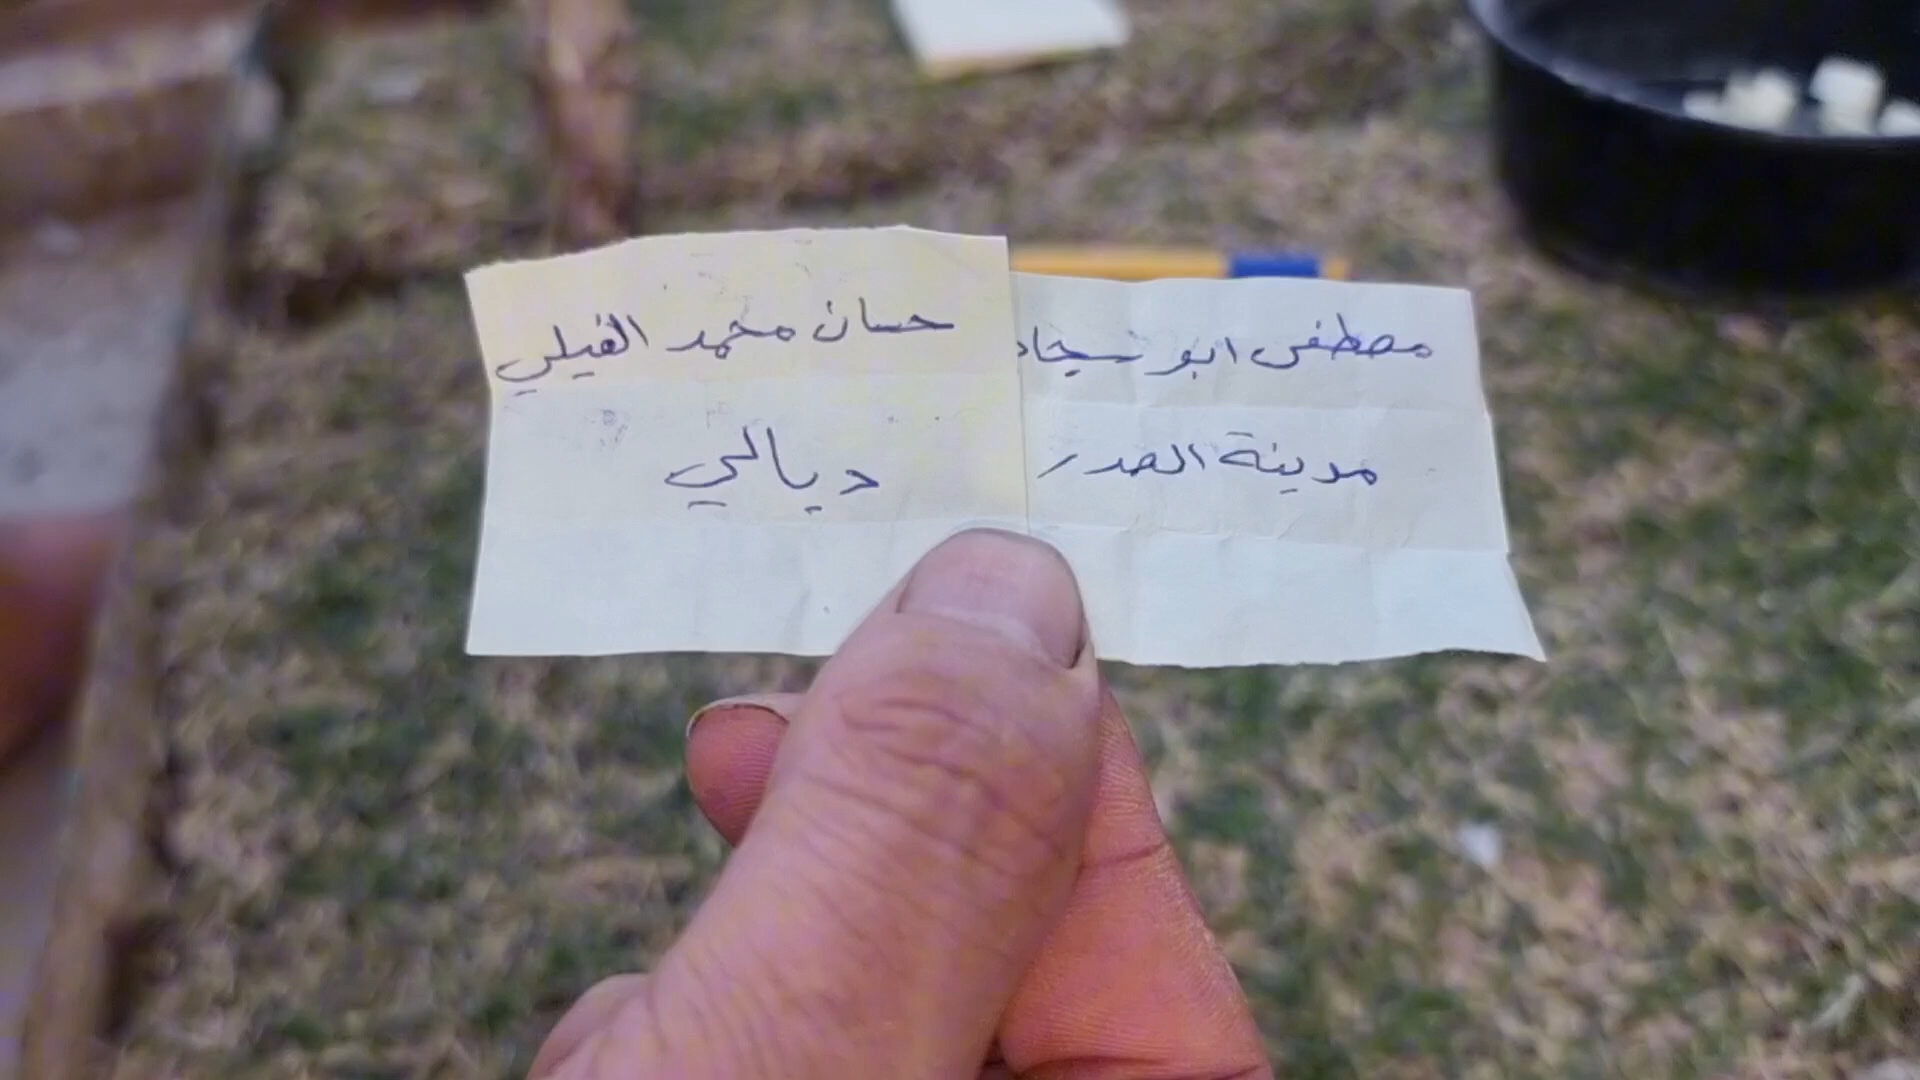 مصطفى ابو سجاد
مدينة الصدر
حسان محمد الفيلي
ديالي